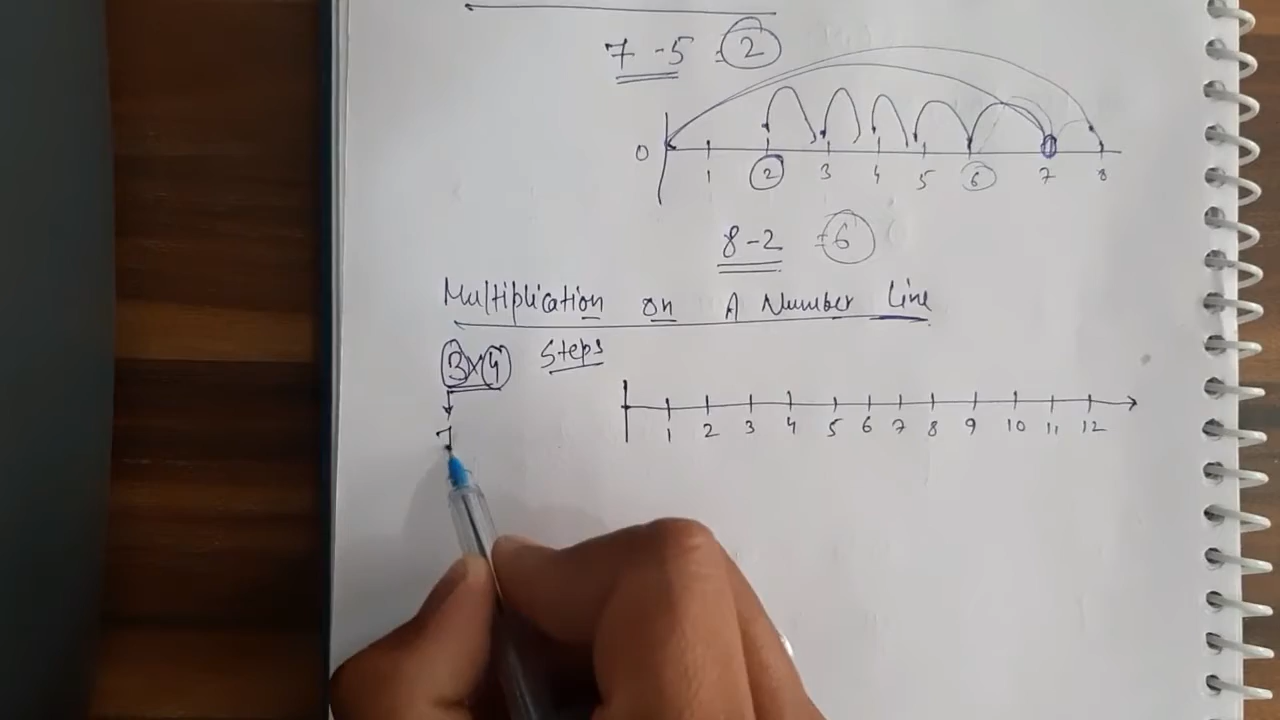 7 - 5 = 2
0 1 2 3 4 5 6 7 8
8 - 2 = 6
Multiplication on A Number Line
3×4 Steps
1 2 3 4 5 6 7 8 9 10 11 12